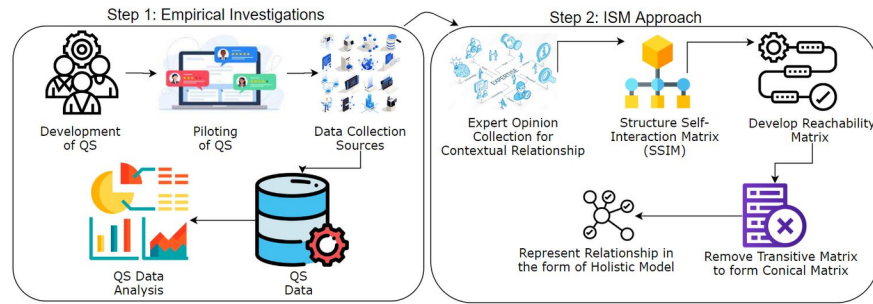 Step 1: Empirical Investigations
Development
of QS
Piloting
of QS
Data Collection
Sources
QS Data
Analysis
QS
Data
Step 2: ISM Approach
EXPERTISE
Expert Opinion
Collection for
Contextual Relationship
Structure Self-
Interaction Matrix
(SSIM)
Develop Reachability
Matrix
Represent Relationship in
the form of Holistic Model
Remove Transitive Matrix
to form Conical Matrix